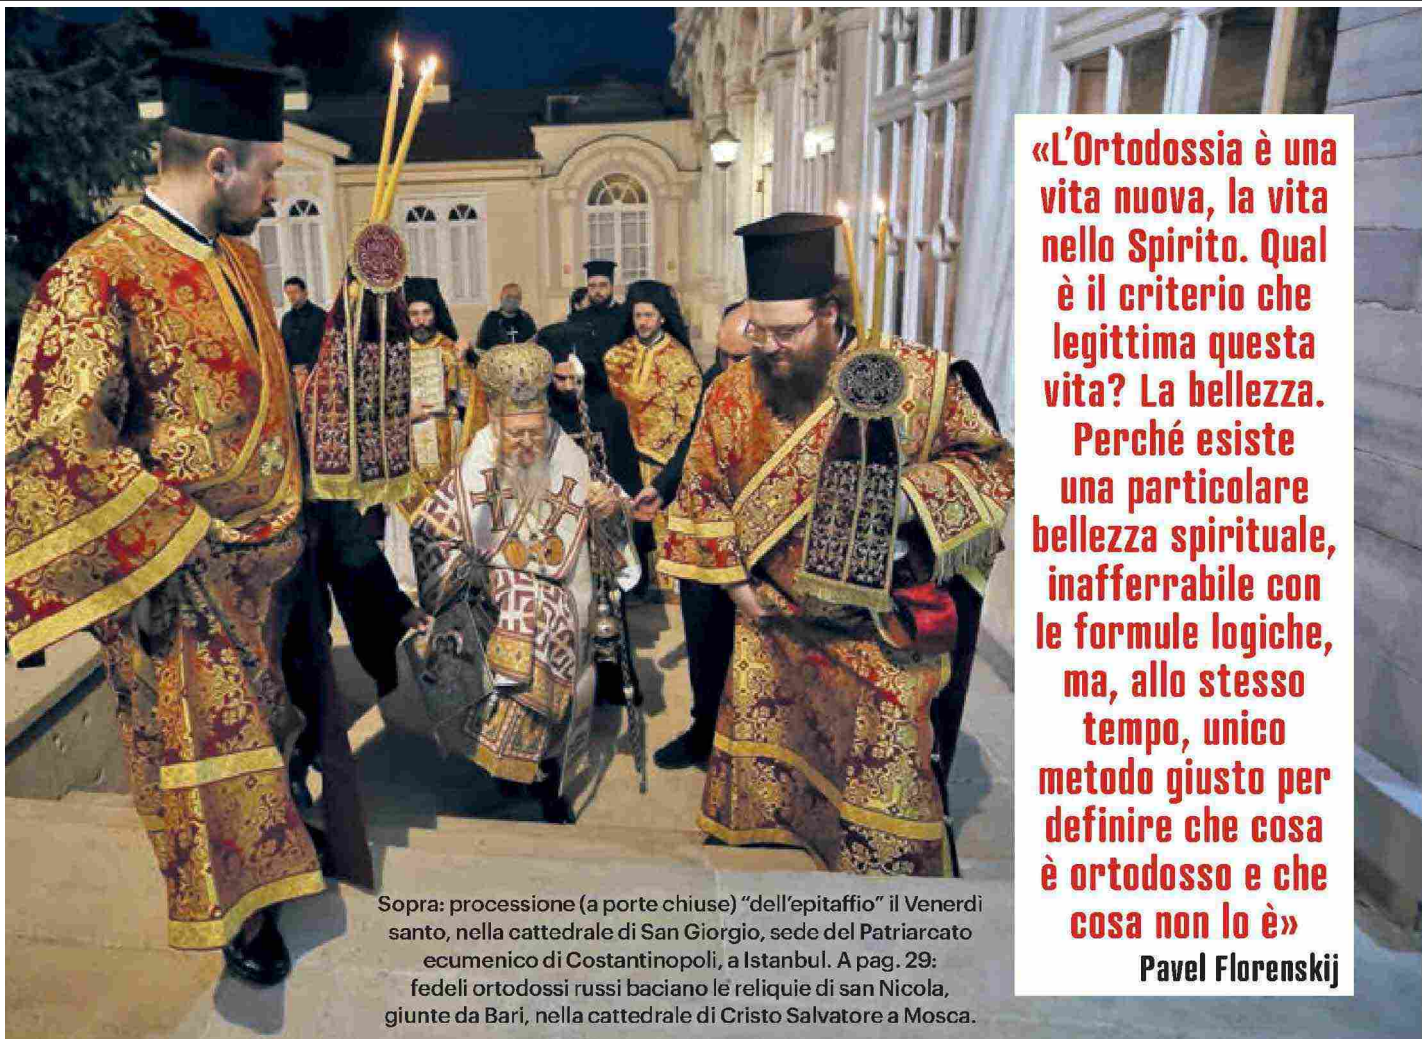 «L'Ortodossia è una
vita nuova, la vita
nello Spirito. Qual
è il criterio che
legittima questa
vita? La bellezza.
Perché esiste
una particolare
bellezza spirituale,
inafferrabile con
le formule logiche,
ma, allo stesso
tempo, unico
metodo giusto per
definire che cosa
è ortodosso e che
cosa non lo è»
Pavel Florenskij
Sopra: processione (a porte chiuse) “dell’epitaffio” il Venerdì
santo, nella cattedrale di San Giorgio, sede del Patriarcato
ecumenico di Costantinopoli, a Istanbul. A pag. 29:
fedeli ortodossi russi baciano le reliquie di san Nicola,
giunte da Bari, nella cattedrale di Cristo Salvatore a Mosca.